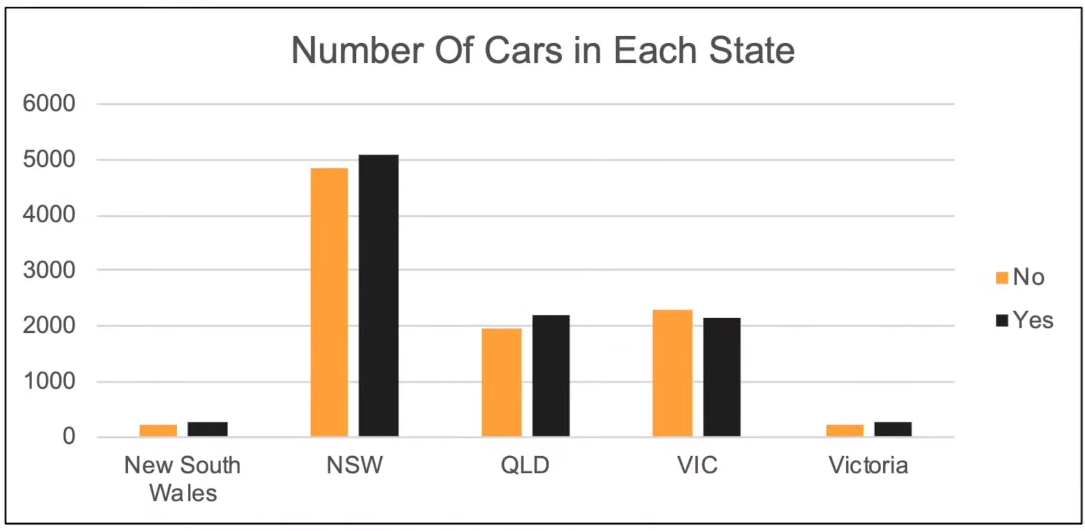 Number Of Cars in Each State
6000
5000
4000
3000
2000
1000
0
New South
Wales
NSW
QLD
VIC
Victoria
No
Yes